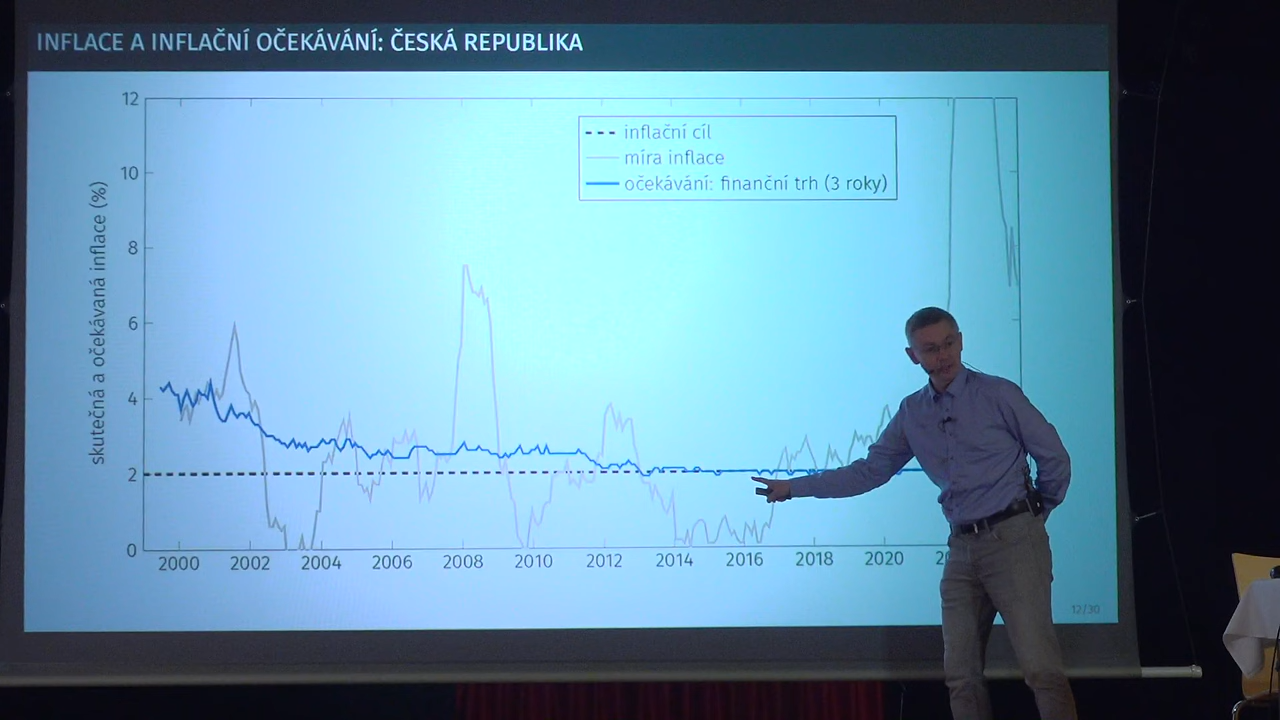 INFLACE A INFLAČNÍ OČEKÁVÁNÍ: ČESKÁ REPUBLIKA
12
10
8
6
4
2
0
skutečná a očekávaná inflace (%)
inflační cíl
míra inflace
očekávání: finanční trh (3 roky)
2000 2002 2004 2006 2008 2010 2012 2014 2016 2018 2020
12/30